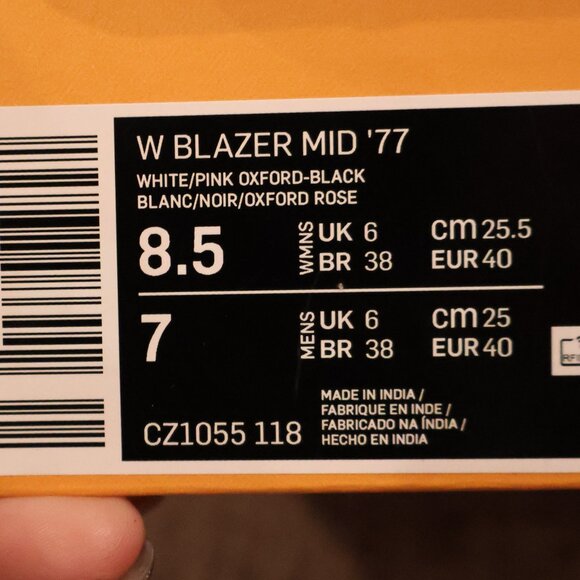 W BLAZER MID '77
WHITE/PINK OXFORD-BLACK
BLANC/NOIR/OXFORD ROSE
8.5 WMNS UK 6 cm 25.5
BR 38 EUR 40
7 MENS UK 6 cm 25
BR 38 EUR 40
CZ1055 118
MADE IN INDIA /
FABRIQUE EN INDE /
FABRICADO NA ÍNDIA /
HECHO EN INDIA